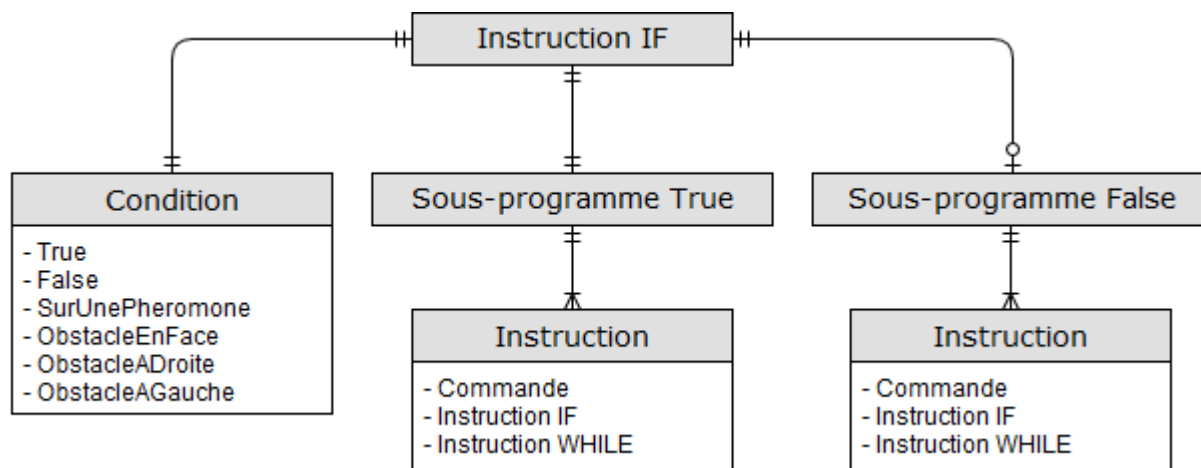 Instruction IF
Condition
- True
- False
- SurUnePheromone
- ObstacleEnFace
- ObstacleADroite
- ObstacleAGauche
Sous-programme True
Instruction
- Commande
- Instruction IF
- Instruction WHILE
Sous-programme False
Instruction
- Commande
- Instruction IF
- Instruction WHILE